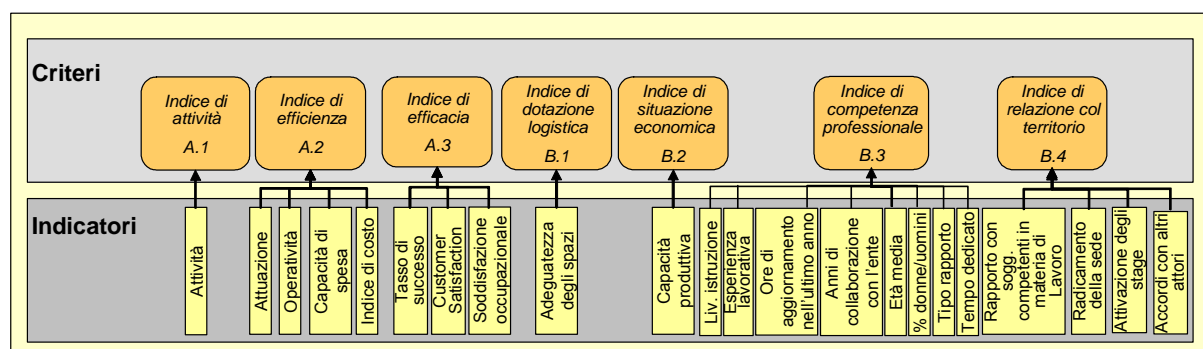 Criteri
Indice di
attività
A.1
Indice di
efficienza
A.2
Indice di
efficacia
A.3
Indice di
dotazione
logistica
B.1
Indice di
situazione
economica
B.2
Indice di
competenza
professionale
B.3
Indice di
relazione col
territorio
B.4
Indicatori
Attività
Attuazione
Operatività
Capacità di
spesa
Indice di costo
Tasso di
successo
Customer
Satisfaction
Soddisfazione
occupazionale
Adeguatezza
degli spazi
Capacità
produttiva
Liv. istruzione
Esperienza
lavorativa
Ore di
aggiornamento
nell'ultimo anno
Anni di
collaborazione
con l'ente
Età media
% donne/uomini
Tipo rapporto
Tempo dedicato
Rapporto con
sogg.
competenti in
materia di
Lavoro
Radicamento
della sede
Attivazione degli
stage
Accordi con altri
attori